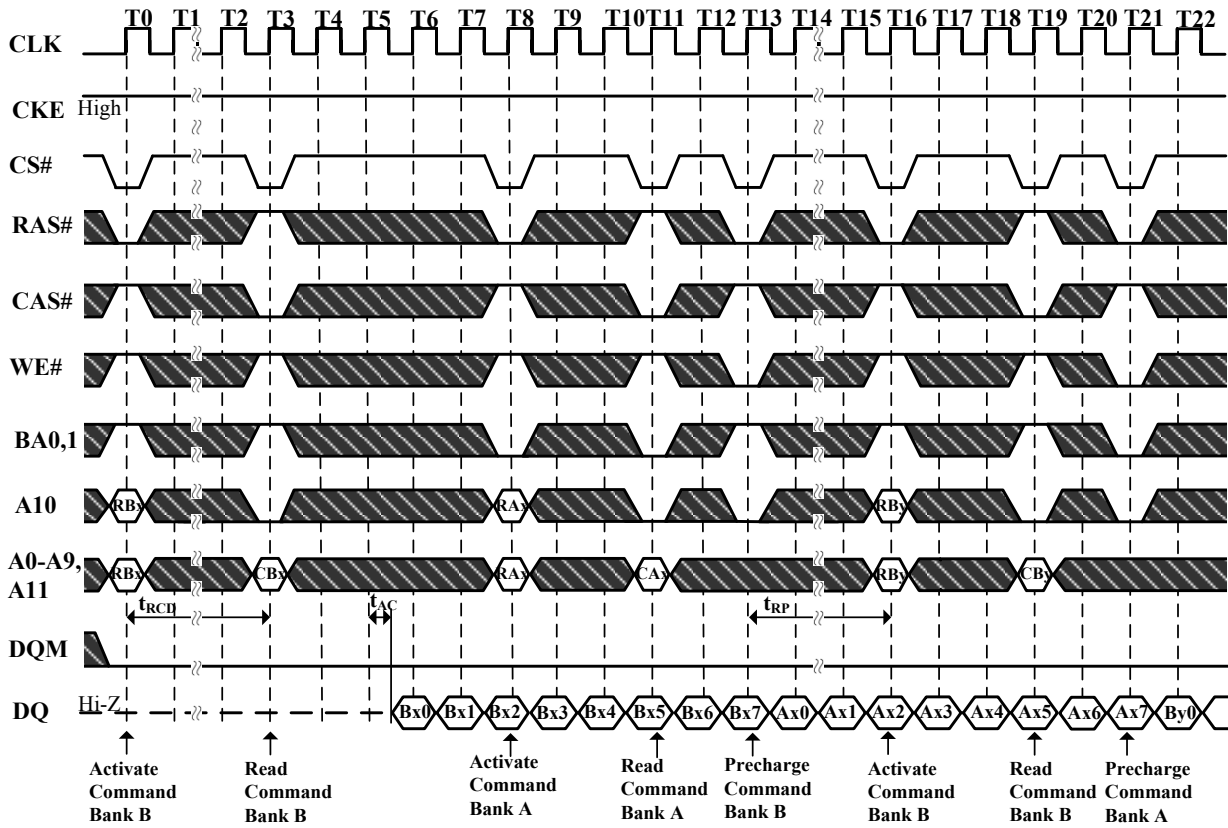 T0 T1 T2 T3 T4 T5 T6 T7 T8 T9 T10 T11 T12 T13 T14 T15 T16 T17 T18 T19 T20 T21 T22
CLK
CKE High
CS#
RAS#
CAS#
WE#
BA0,1
A10 RBx RAx RBy
A0-A9,
A11
RBx CBx RAx CAx RBy CBy
tRCD tAC tRP
DQM
DQ Hi-Z Bx0 Bx1 Bx2 Bx3 Bx4 Bx5 Bx6 Bx7 Ax0 Ax1 Ax2 Ax3 Ax4 Ax5 Ax6 Ax7 By0
Activate
Command
Bank B
Read
Command
Bank B
Activate
Command
Bank A
Read
Command
Bank A
Precharge
Command
Bank B
Activate
Command
Bank B
Read
Command
Bank B
Precharge
Command
Bank A